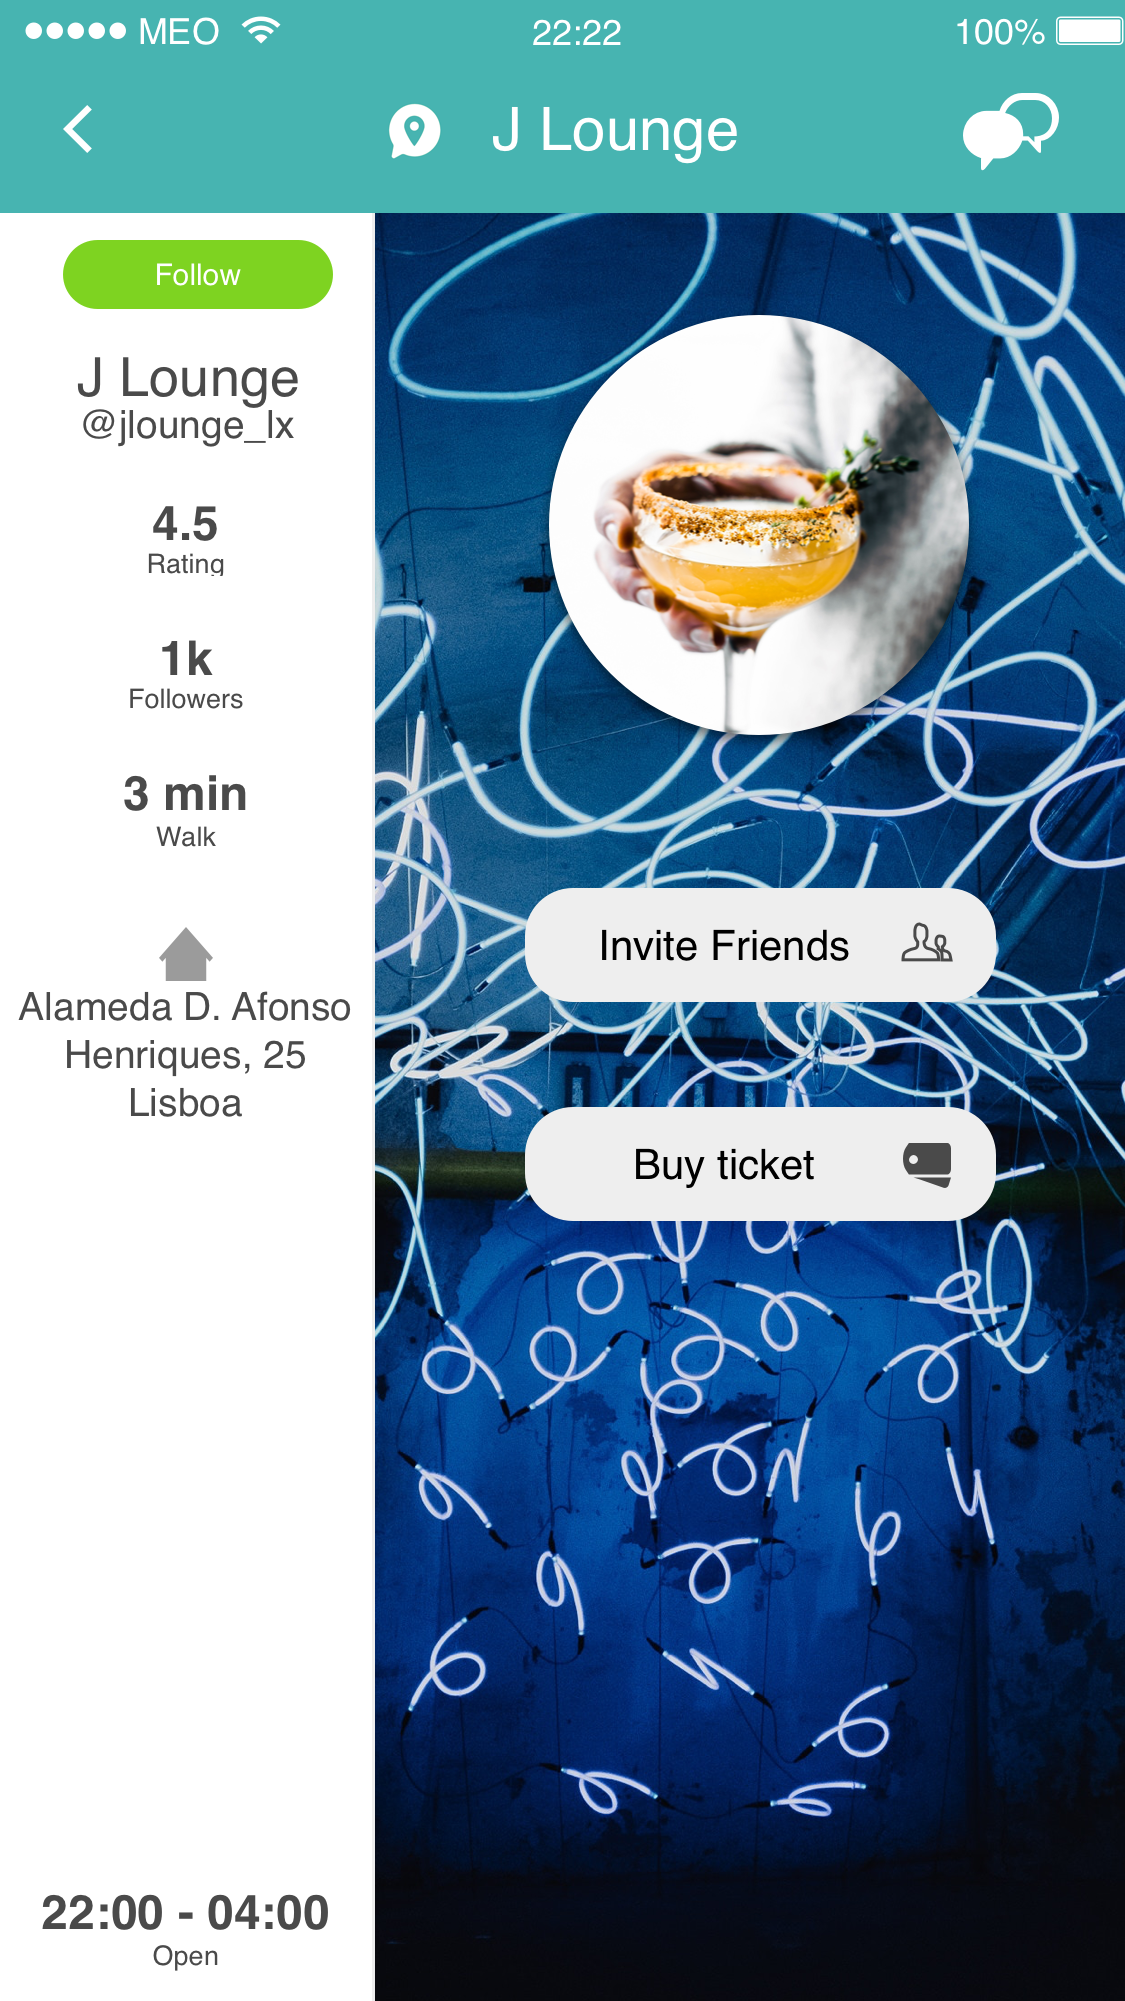 MEO
22:22
100%
J Lounge
Follow
J Lounge
@jlounge_lx
4.5
Rating
1k
Followers
3 min
Walk
Alameda D. Afonso
Henriques, 25
Lisboa
22:00 - 04:00
Open
Invite Friends
Buy ticket